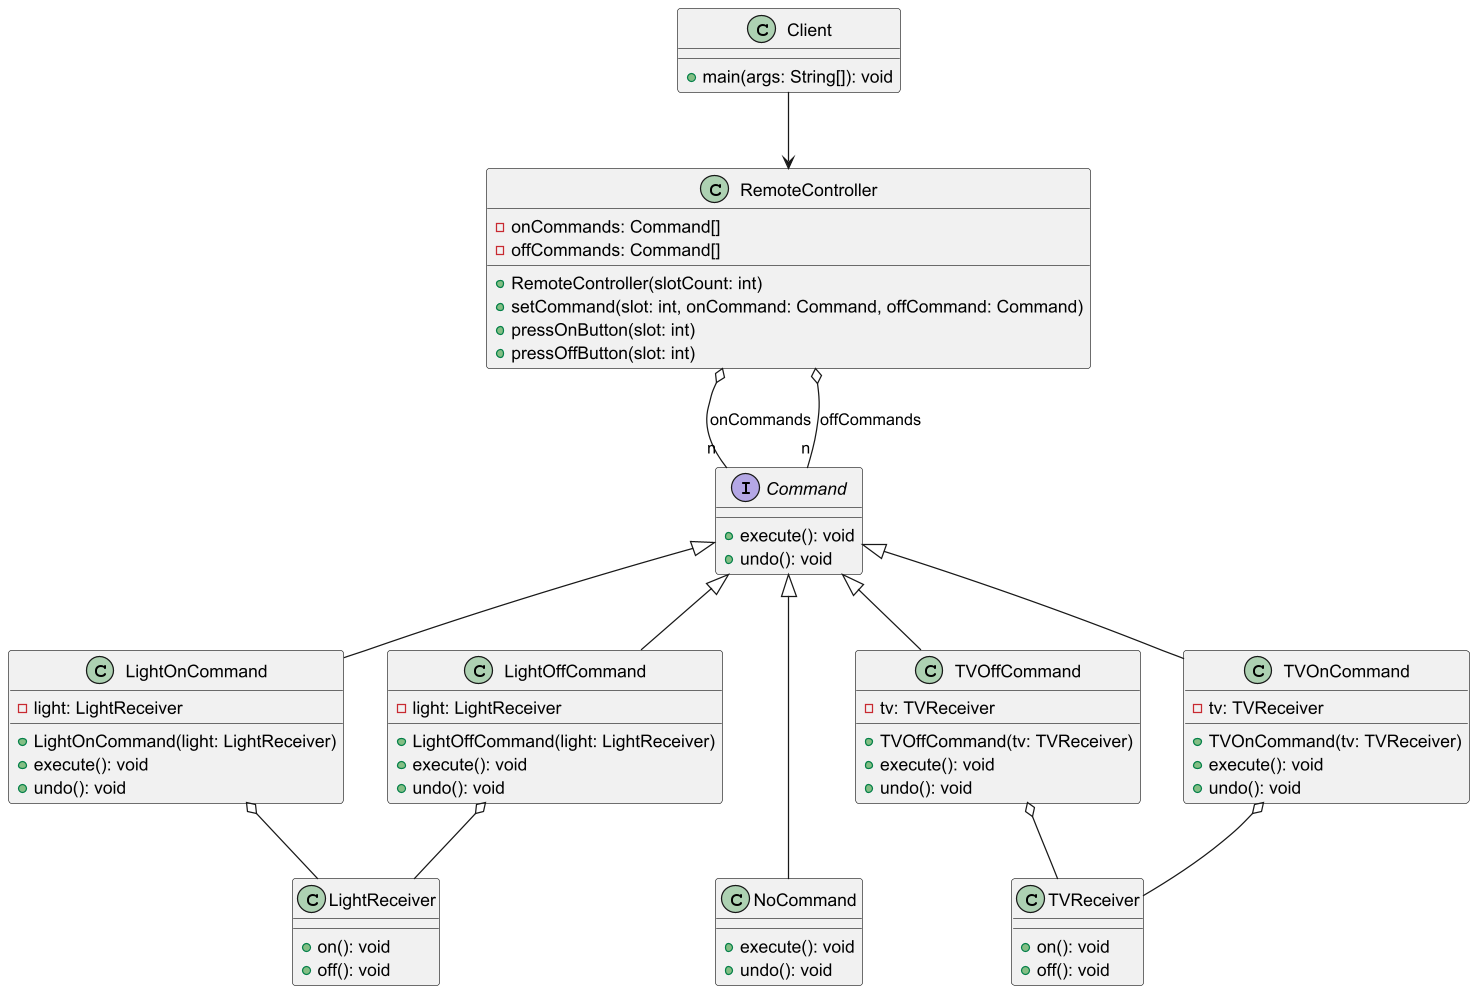 C Client
main(args: String[]): void
C RemoteController
onCommands: Command[]
offCommands: Command[]
RemoteController(slotCount: int)
setCommand(slot: int, onCommand: Command, offCommand: Command)
pressOnButton(slot: int)
pressOffButton(slot: int)
onCommands
offCommands
n
n
I Command
execute(): void
undo(): void
C LightOnCommand
light: LightReceiver
LightOnCommand(light: LightReceiver)
execute(): void
undo(): void
C LightOffCommand
light: LightReceiver
LightOffCommand(light: LightReceiver)
execute(): void
undo(): void
C TVOffCommand
tv: TVReceiver
TVOffCommand(tv: TVReceiver)
execute(): void
undo(): void
C TVOnCommand
tv: TVReceiver
TVOnCommand(tv: TVReceiver)
execute(): void
undo(): void
C LightReceiver
on(): void
off(): void
C NoCommand
execute(): void
undo(): void
C TVReceiver
on(): void
off(): void